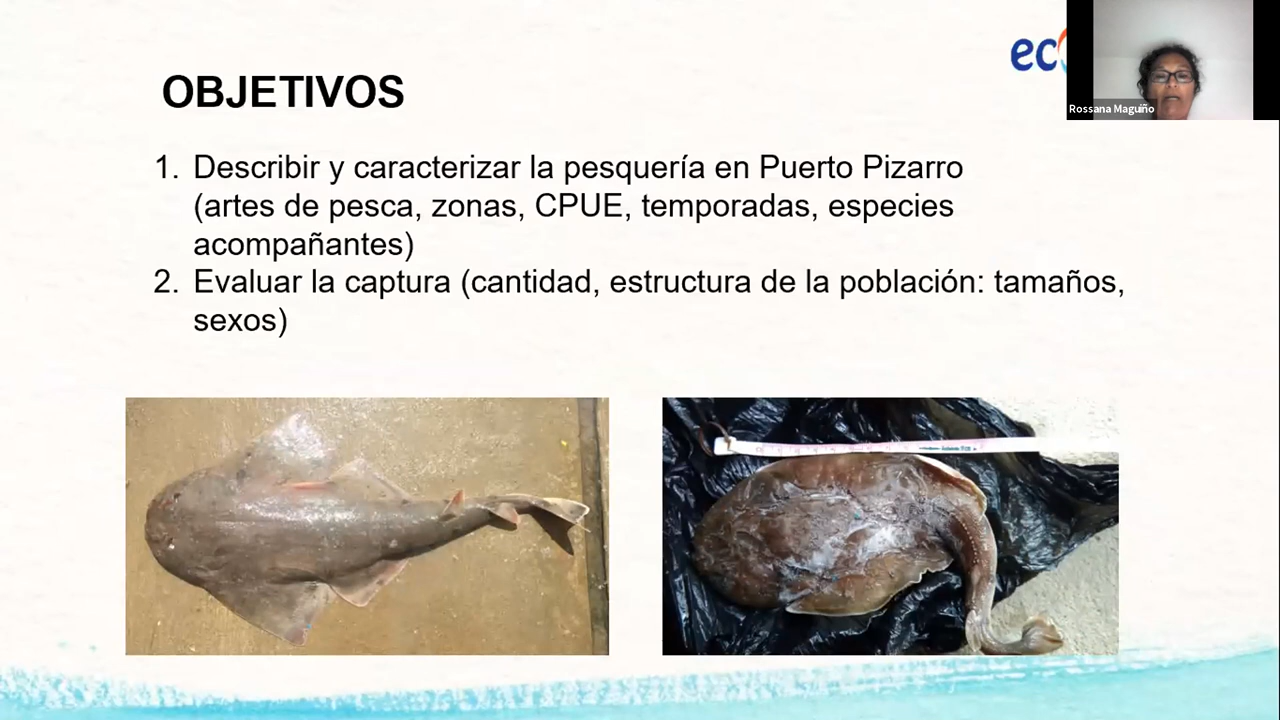 OBJETIVOS
ec
Rossana Maguiño
1. Describir y caracterizar la pesquería en Puerto Pizarro
(artes de pesca, zonas, CPUE, temporadas, especies
acompañantes)
2. Evaluar la captura (cantidad, estructura de la población: tamaños,
sexos)